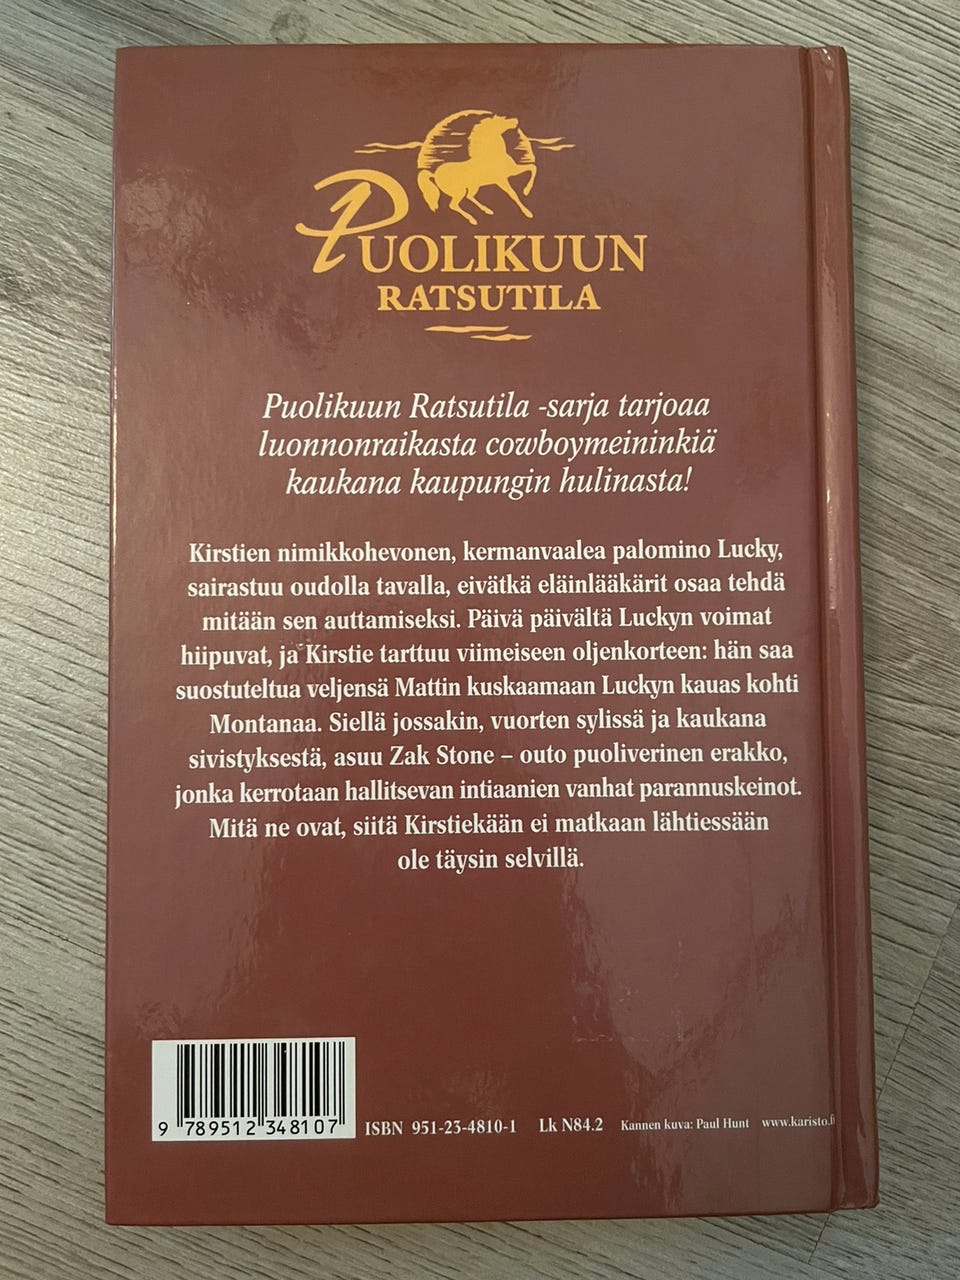 PUOLIKUUN
RATSUTILA
Puolikuun Ratsutila -sarja tarjoaa
luonnonraikasta cowboymeininkiä
kaukana kaupungin hulinasta!
Kirstien nimikkohevonen, kermanvaalea palomino Lucky,
sairastuu oudolla tavalla, eivätkä eläinlääkärit osaa tehdä
mitään sen auttamiseksi. Päivä päivältä Luckyn voimat
hiipuvat, ja Kirstie tarttuu viimeiseen oljenkorteen: hän saa
suostuteltua veljensä Mattin kuskaamaan Luckyn kauas kohti
Montanaa. Siellä jossakin, vuorten sylissä ja kaukana
sivistyksestä, asuu Zak Stone – outo puoliverinen erakko,
jonka kerrotaan hallitsevan intiaanien vanhat parannuskeinot.
Mitä ne ovat, siitä Kirstiekään ei matkaan lähtiessään
ole täysin selvillä.
9 789512 348107 ISBN 951-23-4810-1 Lk N84.2 Kannen kuva: Paul Hunt www.karisto.fi